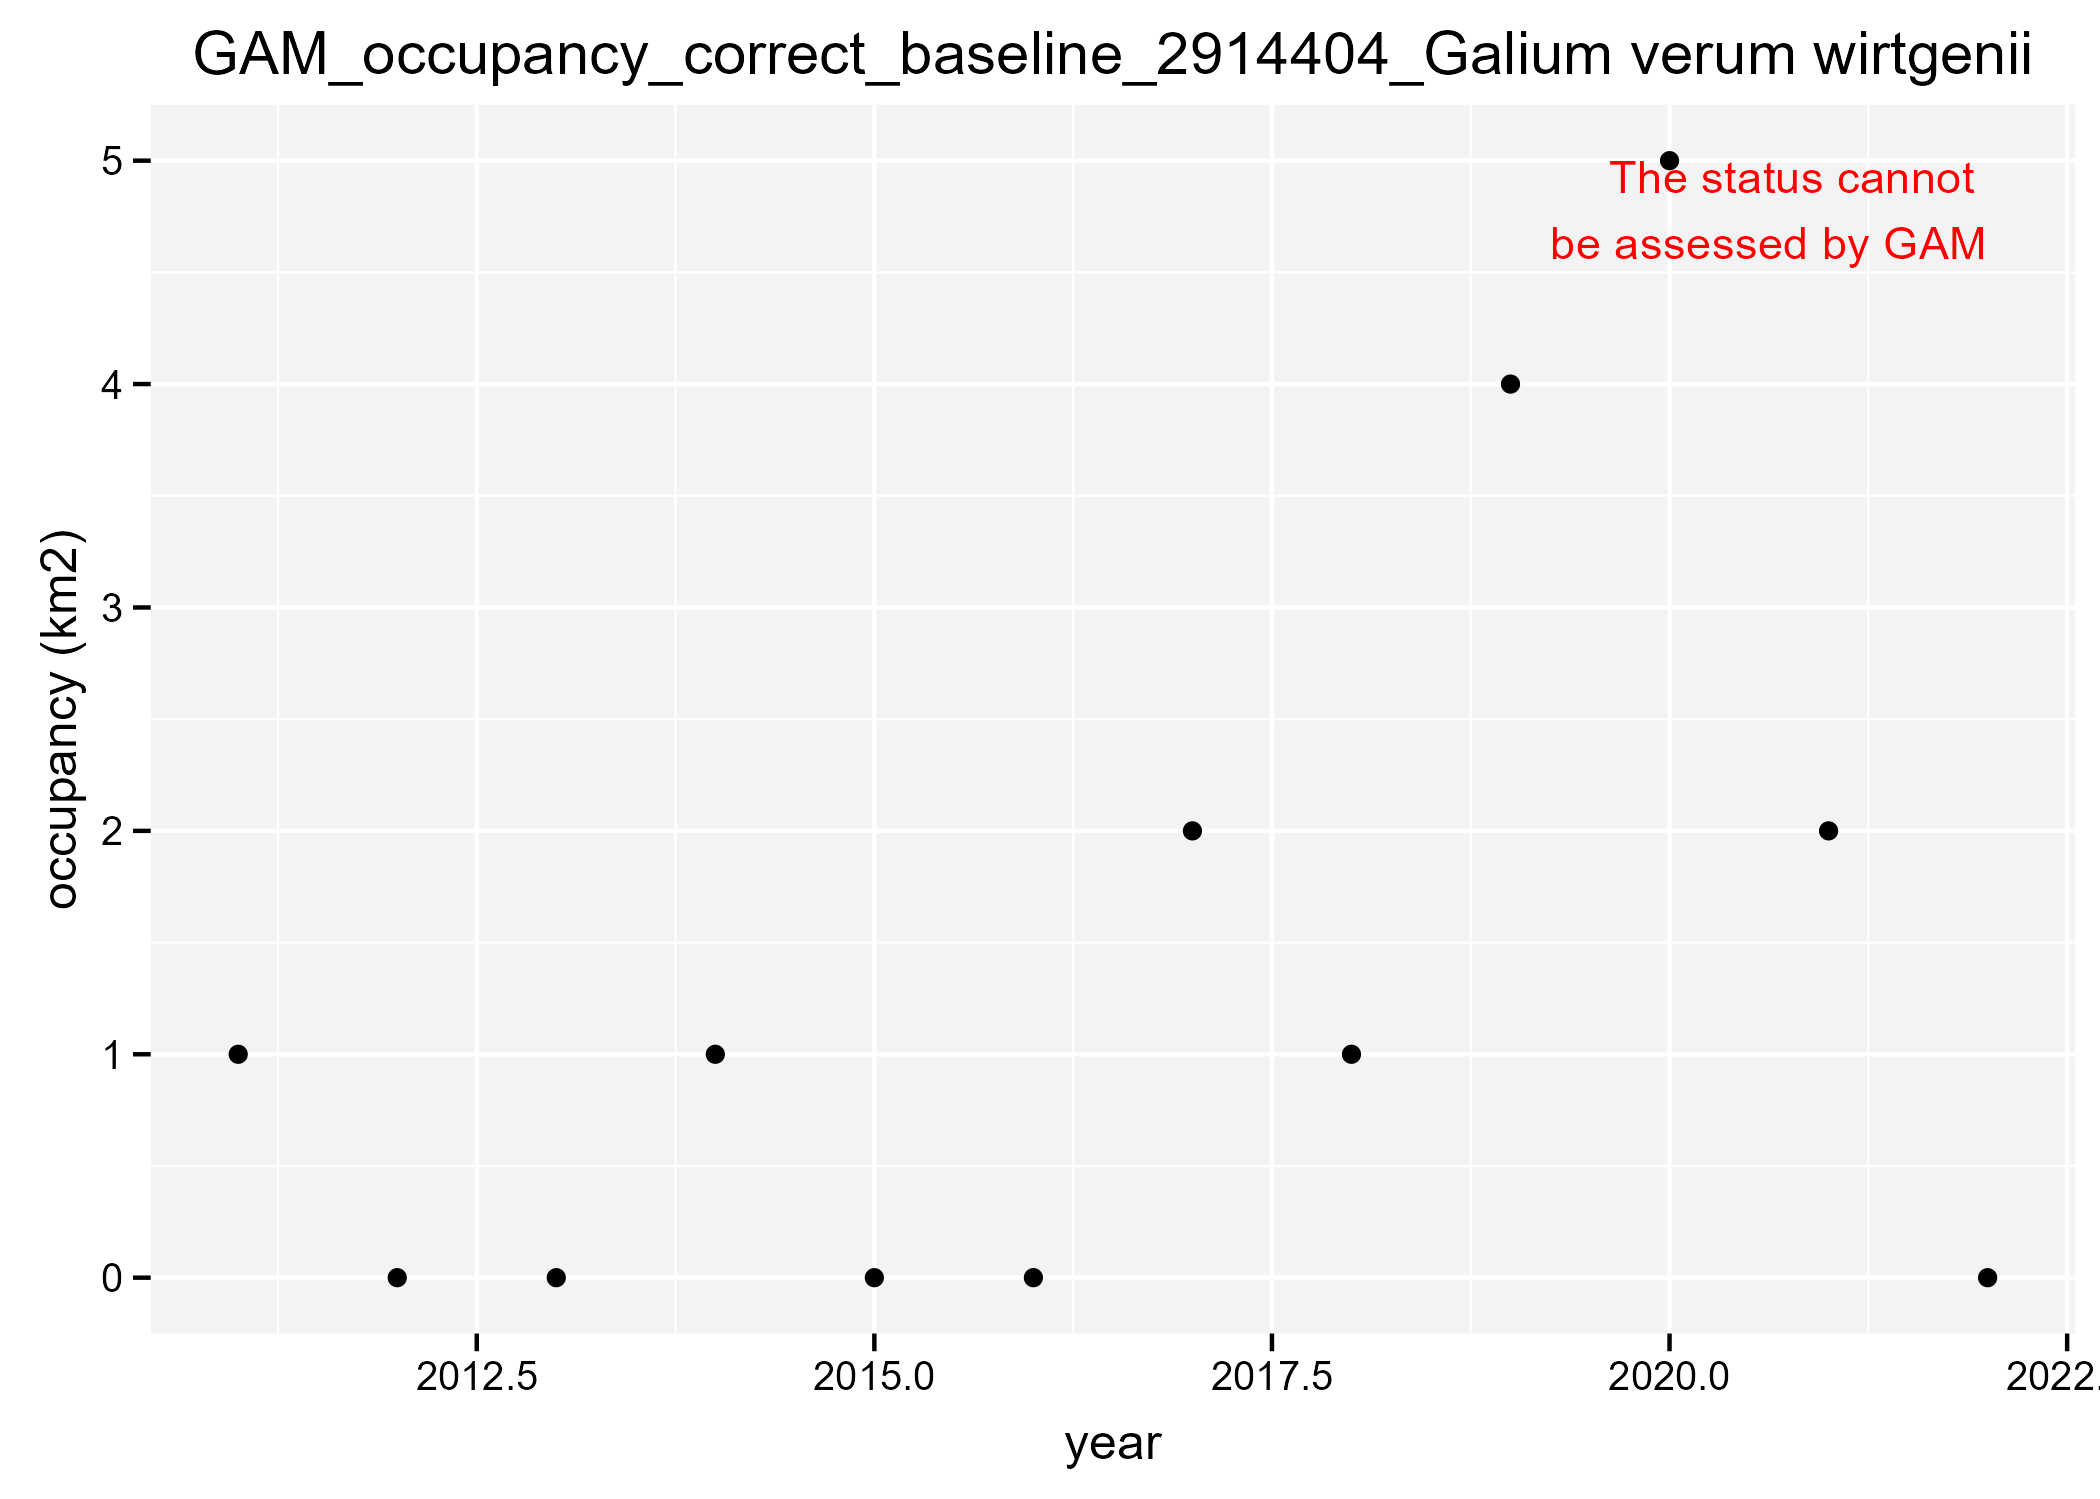 GAM_occupancy_correct_baseline_2914404_Galium verum wirtgenii
5
The status cannot
be assessed by GAM
4
3
2
1
0
occupancy (km2)
2012.5 2015.0 2017.5 2020.0 2022.
year